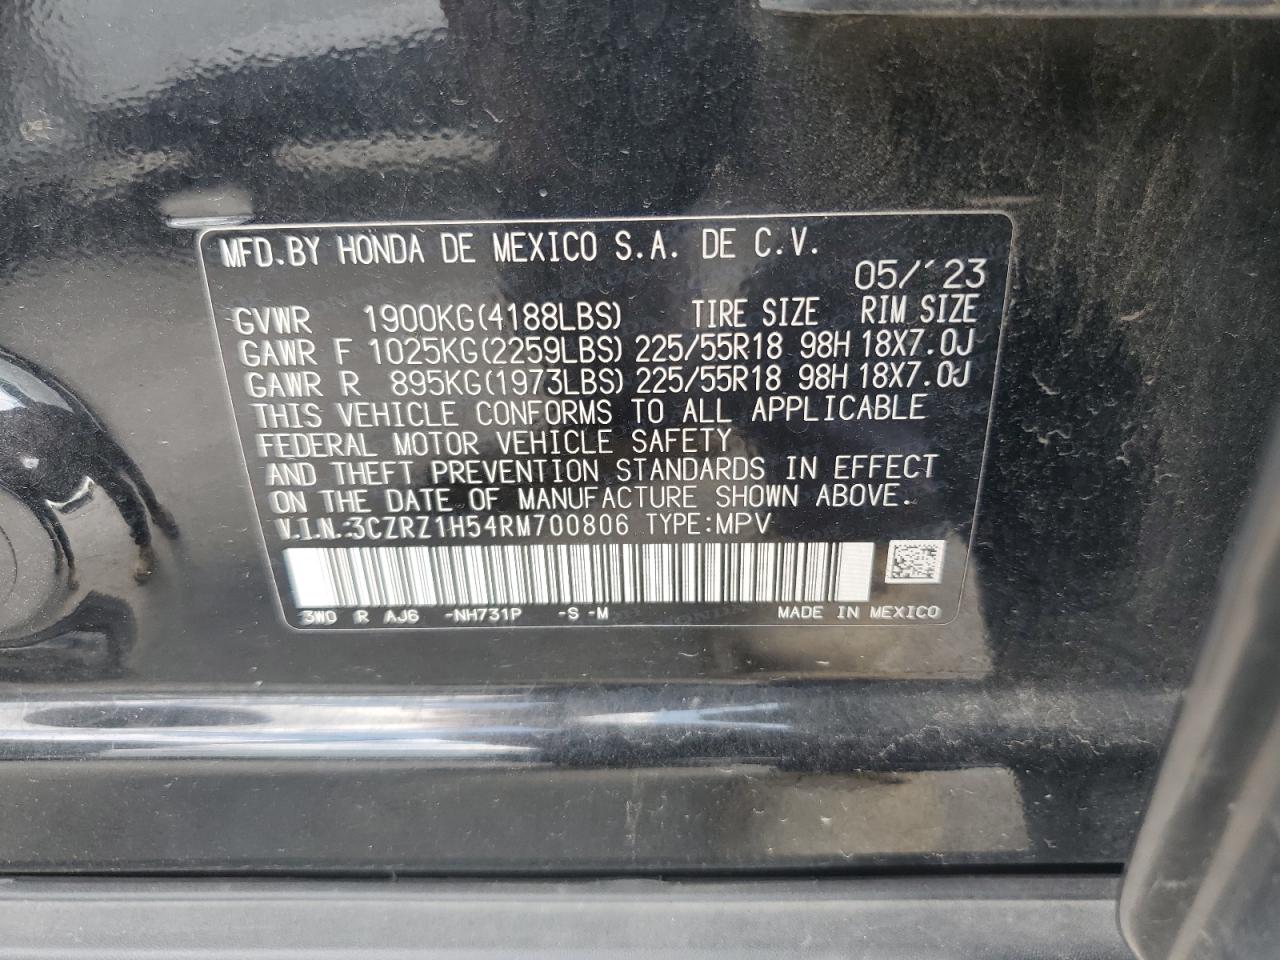 MFD.BY HONDA DE MEXICO S.A. DE C.V.
05/´23
GVWR 1900KG(4188LBS) TIRE SIZE RIM SIZE
GAWR F 1025KG(2259LBS) 225/55R18 98H 18X7.0J
GAWR R 895KG(1973LBS) 225/55R18 98H 18X7.0J
THIS VEHICLE CONFORMS TO ALL APPLICABLE
FEDERAL MOTOR VEHICLE SAFETY
AND THEFT PREVENTION STANDARDS IN EFFECT
ON THE DATE OF MANUFACTURE SHOWN ABOVE.
V.I.N.:3CZRZ1H54RM700806 TYPE:MPV
3W0 R AJ6 -NH731P -S -M MADE IN MEXICO